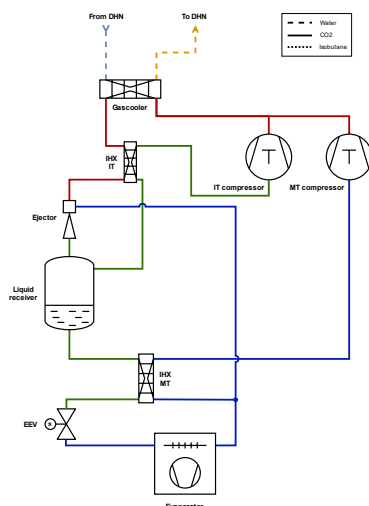 From DHN
To DHN
Water
CO2
Isobutane
Gascooler
IHX
IT
IT compressor
MT compressor
Ejector
Liquid
receiver
IHX
MT
EEV
Evaporator